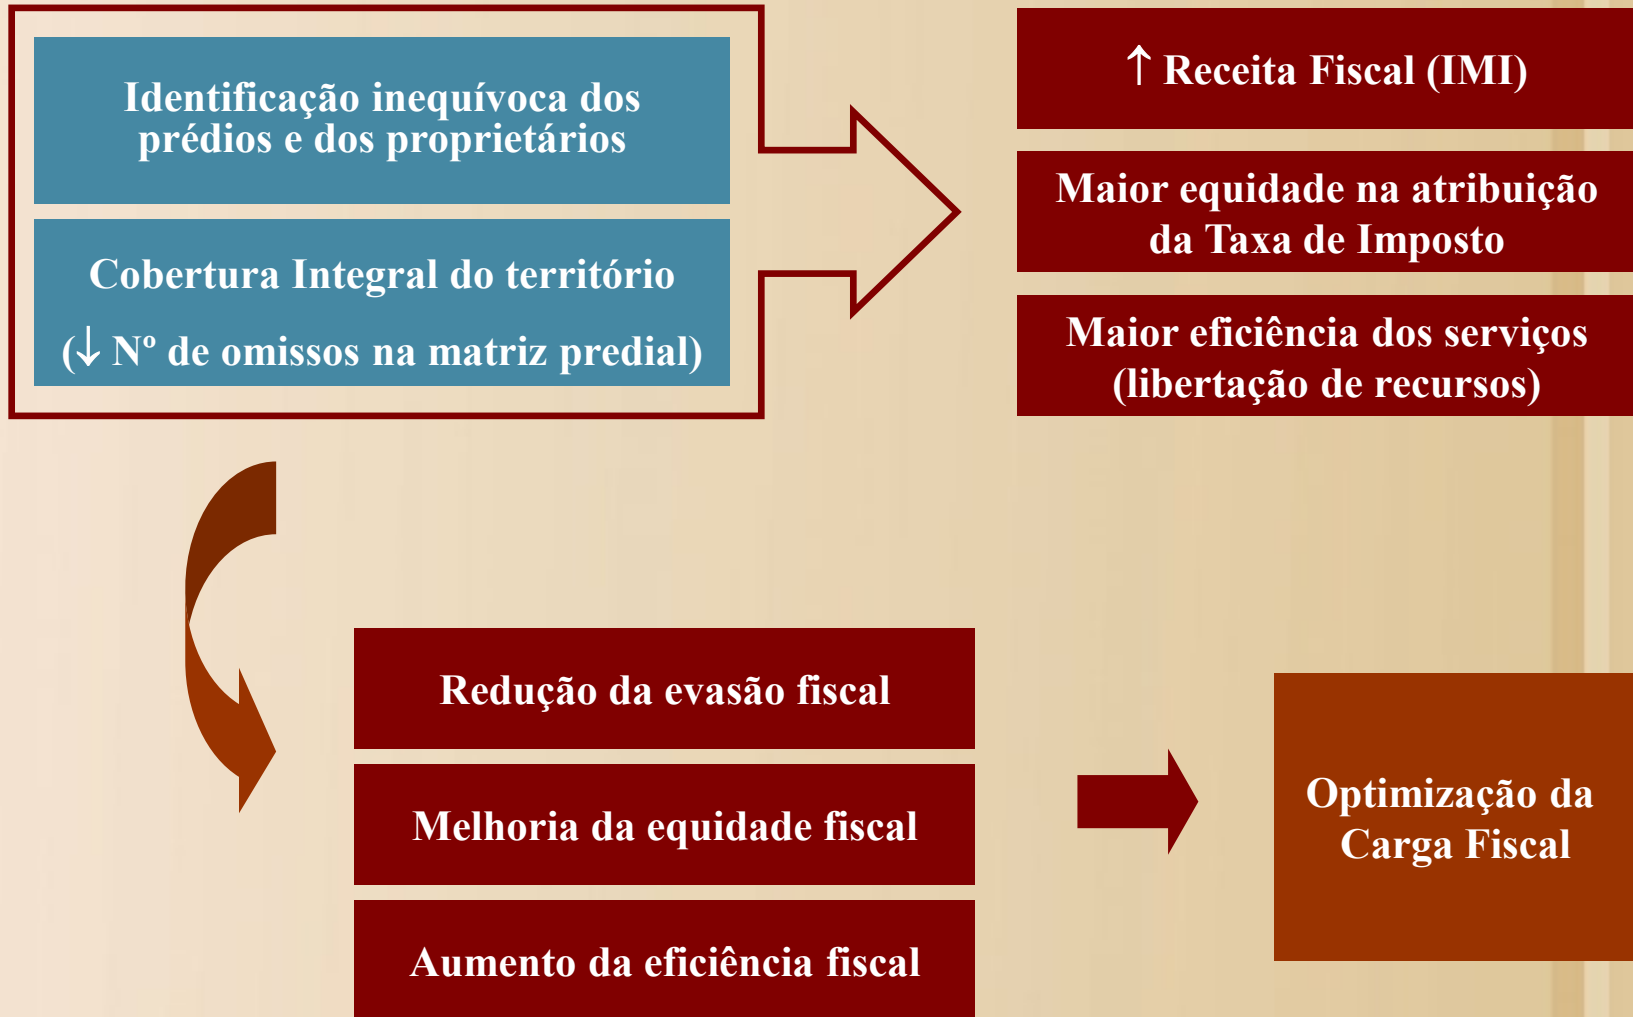 Identificação inequívoca dos
prédios e dos proprietários
Cobertura Integral do território
(↓ Nº de omissos na matriz predial)
↑ Receita Fiscal (IMI)
Maior equidade na atribuição
da Taxa de Imposto
Maior eficiência dos serviços
(libertação de recursos)
Redução da evasão fiscal
Melhoria da equidade fiscal
Aumento da eficiência fiscal
Optimização da
Carga Fiscal